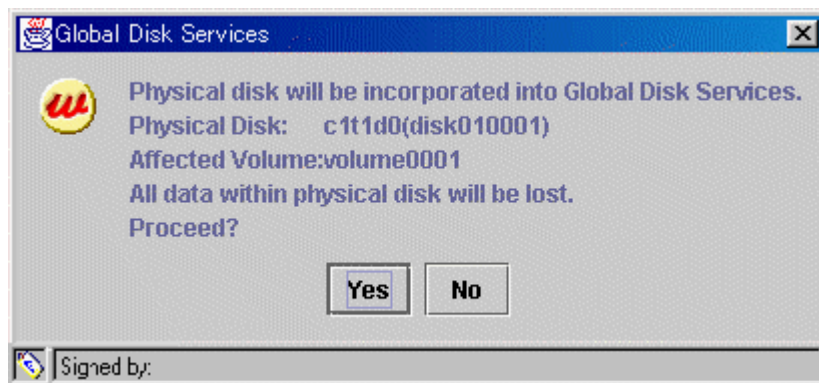 Global Disk Services
Physical disk will be incorporated into Global Disk Services.
Physical Disk: c1t1d0(disk010001)
Affected Volume:volume0001
All data within physical disk will be lost.
Proceed?
Yes No
Signed by: